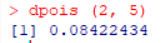 > dpois (2, 5)
[1] 0.08422434